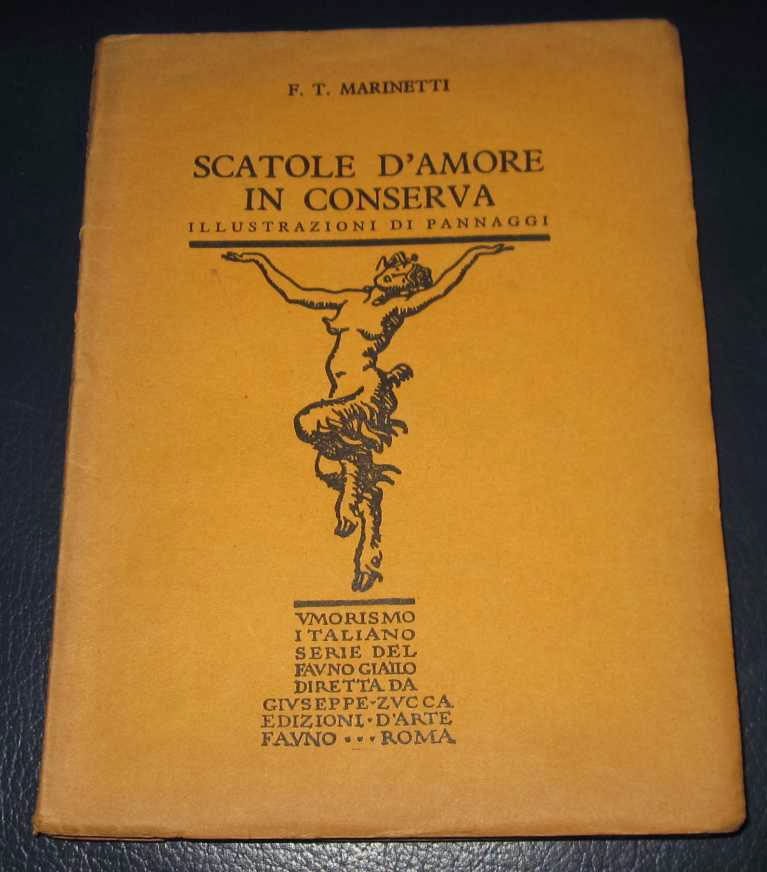 F. T. MARINETTI
SCATOLE D'AMORE
IN CONSERVA
ILLUSTRAZIONI DI PANNAGGI
VMORISMO
ITALIANO
SERIE DEL
FAVNO GIALLO
DIRETTA DA
GIVSEPPE-ZVCCA
EDIZIONI·D'ARTE
FAVNO···ROMA